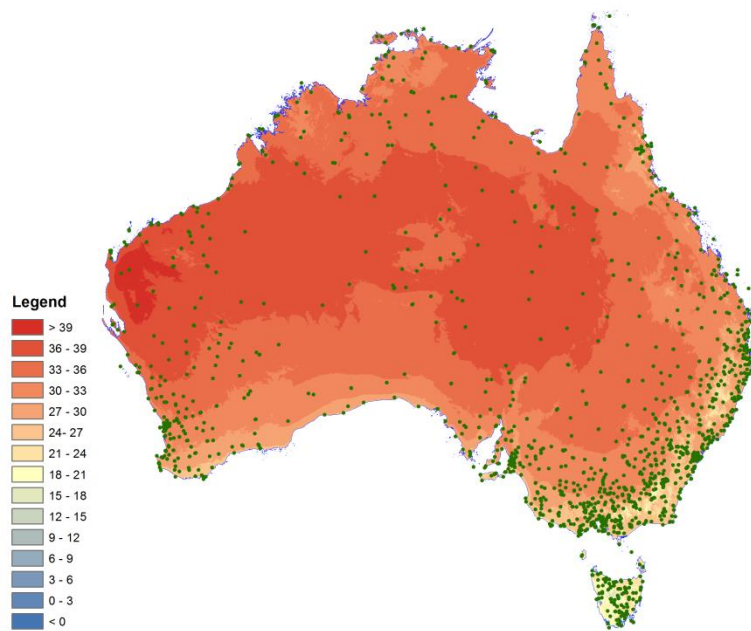 Legend
> 39
36 - 39
33 - 36
30 - 33
27 - 30
24- 27
21 - 24
18 - 21
15 - 18
12 - 15
9 - 12
6 - 9
3 - 6
0 - 3
< 0